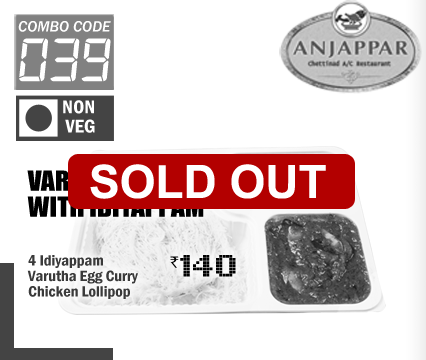 COMBO CODE
039
NON
VEG
ANJAPPAR
Chettinad A/C Restaurant
SOLD OUT
WITH IDIYAPPAM
4 Idiyappam
Varutha Egg Curry
Chicken Lollipop
₹140